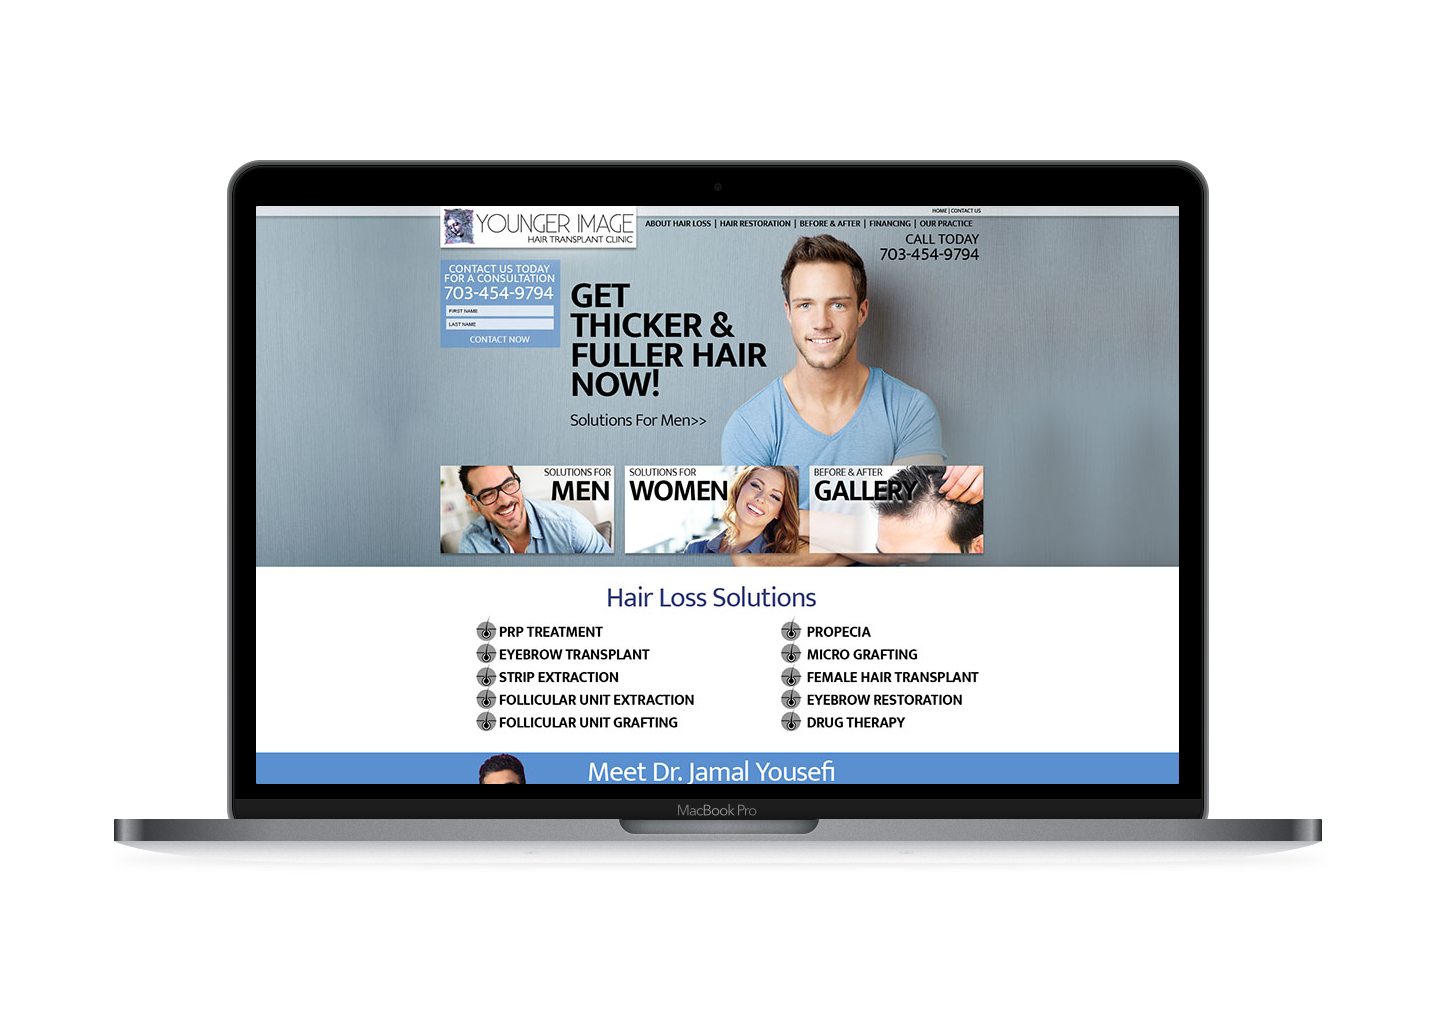 HOME | CONTACT US
YOUNGER IMAGE
HAIR TRANSPLANT CLINIC
ABOUT HAIR LOSS | HAIR RESTORATION | BEFORE & AFTER | FINANCING | OUR PRACTICE
CALL TODAY
703-454-9794
CONTACT US TODAY
FOR A CONSULTATION
703-454-9794
FIRST NAME
LAST NAME
CONTACT NOW
GET
THICKER &
FULLER HAIR
NOW!
Solutions For Men>>
SOLUTIONS FOR
MEN
SOLUTIONS FOR
WOMEN
BEFORE & AFTER
GALLERY
Hair Loss Solutions
PRP TREATMENT
EYEBROW TRANSPLANT
STRIP EXTRACTION
FOLLICULAR UNIT EXTRACTION
FOLLICULAR UNIT GRAFTING
PROPECIA
MICRO GRAFTING
FEMALE HAIR TRANSPLANT
EYEBROW RESTORATION
DRUG THERAPY
Meet Dr. Jamal Yousefi
MacBook Pro